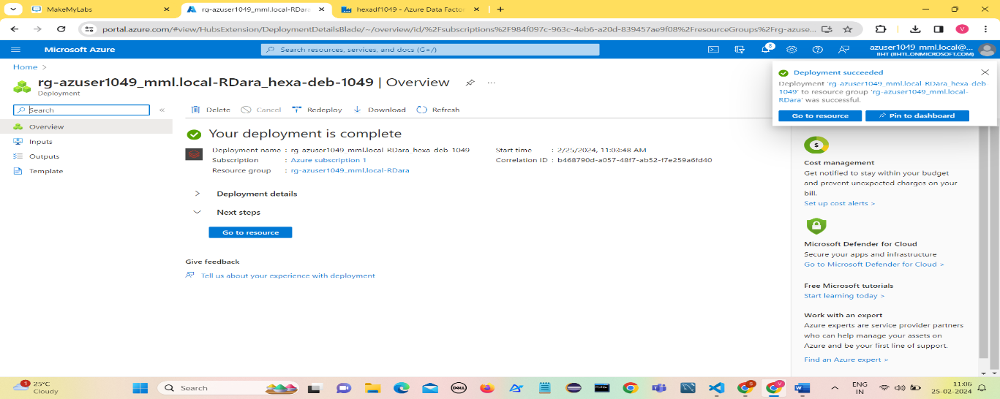 MakeMyLabs
rg-azuser1049_mml.local-RDara
hexadf1049 - Azure Data Factor
portal.azure.com/#view/HubsExtension/DeploymentDetailsBlade/~/overview/id/%2Fsubscriptions%2F984f097c-963c-4eb6-a20d-839457ae9f08%2FresourceGroups%2Frg-azuse...
V
Microsoft Azure
Search resources, services, and docs (G+/)
8
azuser1049_mml.local@...
IIHT (IIHTL.ONMICROSOFT.COM)
Home >
rg-azuser1049_mml.local-RDara_hexa-deb-1049 | Overview
Deployment
Deployment succeeded
Deployment 'rg-azuser1049_mml.local-RDara_hexa-deb-
1049' to resource group 'rg-azuser1049_mml.local-
RDara' was successful.
Go to resource
Pin to dashboard
Search
Overview
Inputs
Outputs
Template
Delete
Cancel
Redeploy
Download
Refresh
Your deployment is complete
Deployment name : rg-azuser1049_mml.local-RDara_hexa-deb-1049
Subscription : Azure subscription 1
Resource group : rg-azuser1049_mml.local-RDara
Start time : 2/25/2024, 11:03:48 AM
Correlation ID : b468790d-a057-48f7-ab52-f7e259a6fd40
Deployment details
Next steps
Go to resource
Give feedback
Tell us about your experience with deployment
$
Cost management
Get notified to stay within your budget
and prevent unexpected charges on your
bill.
Set up cost alerts >
Microsoft Defender for Cloud
Secure your apps and infrastructure
Go to Microsoft Defender for Cloud >
Free Microsoft tutorials
Start learning today >
Work with an expert
Azure experts are service provider partners
who can help manage your assets on
Azure and be your first line of support.
Find an Azure expert >
1
25°C
Cloudy
Search
DELL
S
V
W
ENG
IN
11:06
25-02-2024